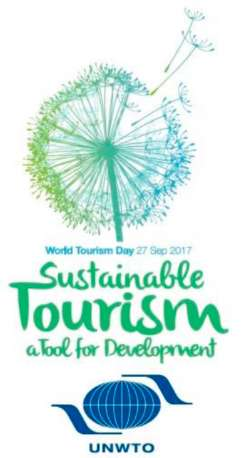 World Tourism Day 27 Sep 2017
Sustainable
Tourism
a Tool for Development
UNWTO